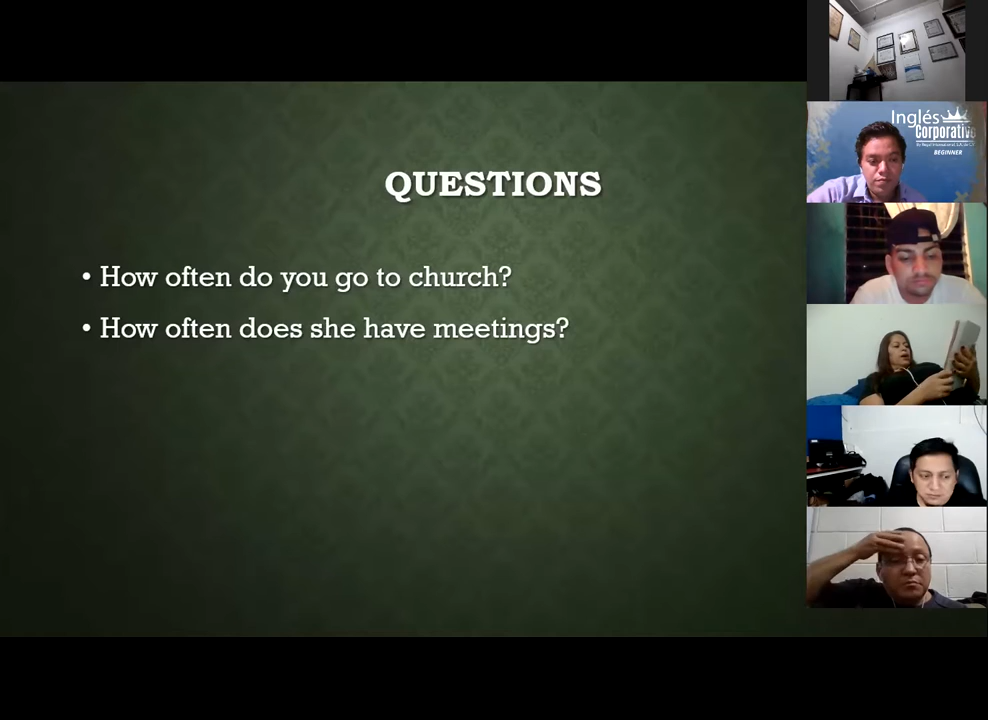 QUESTIONS
• How often do you go to church?
• How often does she have meetings?
Inglés
Corporativo
BEGINNER